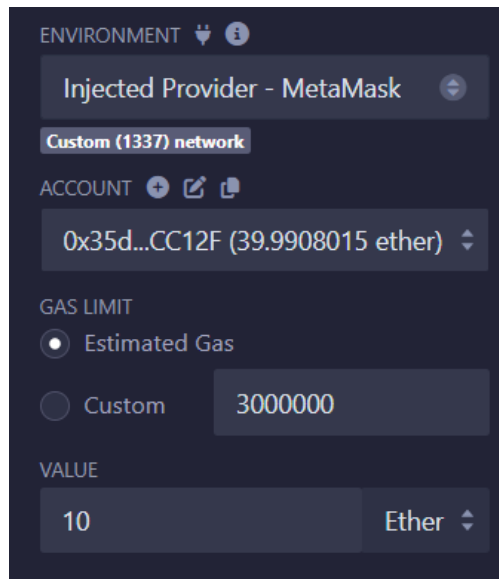 ENVIRONMENT
Injected Provider - MetaMask
Custom (1337) network
ACCOUNT
0x35d...CC12F (39.9908015 ether)
GAS LIMIT
Estimated Gas
Custom 3000000
VALUE
10 Ether